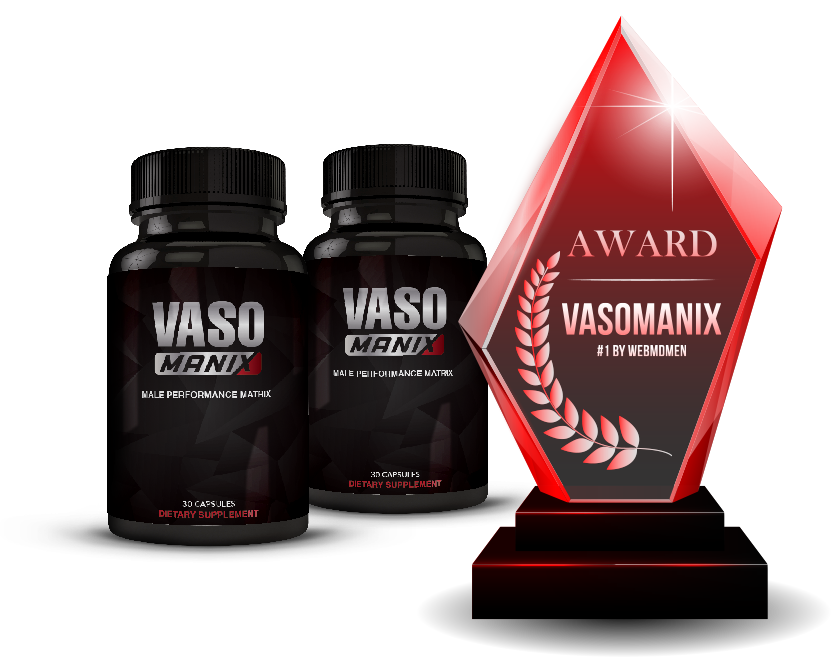 VASO
MANIX
MALE PERFORMANCE MATRIX
30 CAPSULES
DIETARY SUPPLEMENT
VASO
MANIX
MALE PERFORMANCE MATRIX
30 CAPSULES
DIETARY SUPPLEMENT
AWARD
VASOMANIX
#1 BY WEBMDMEN